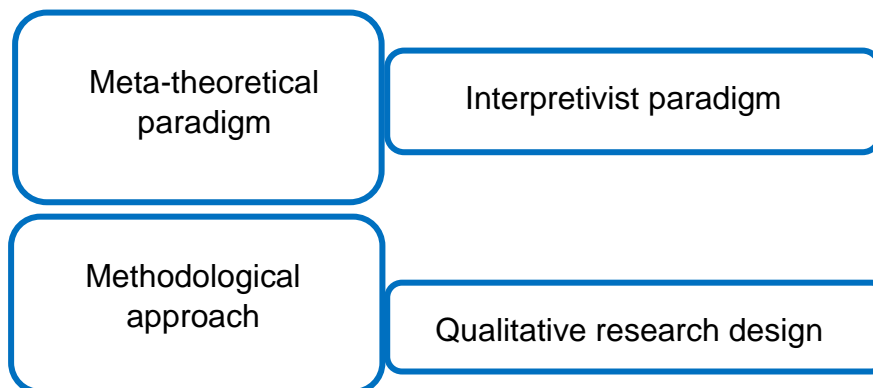 Meta-theoretical
paradigm
Interpretivist paradigm
Methodological
approach
Qualitative research design